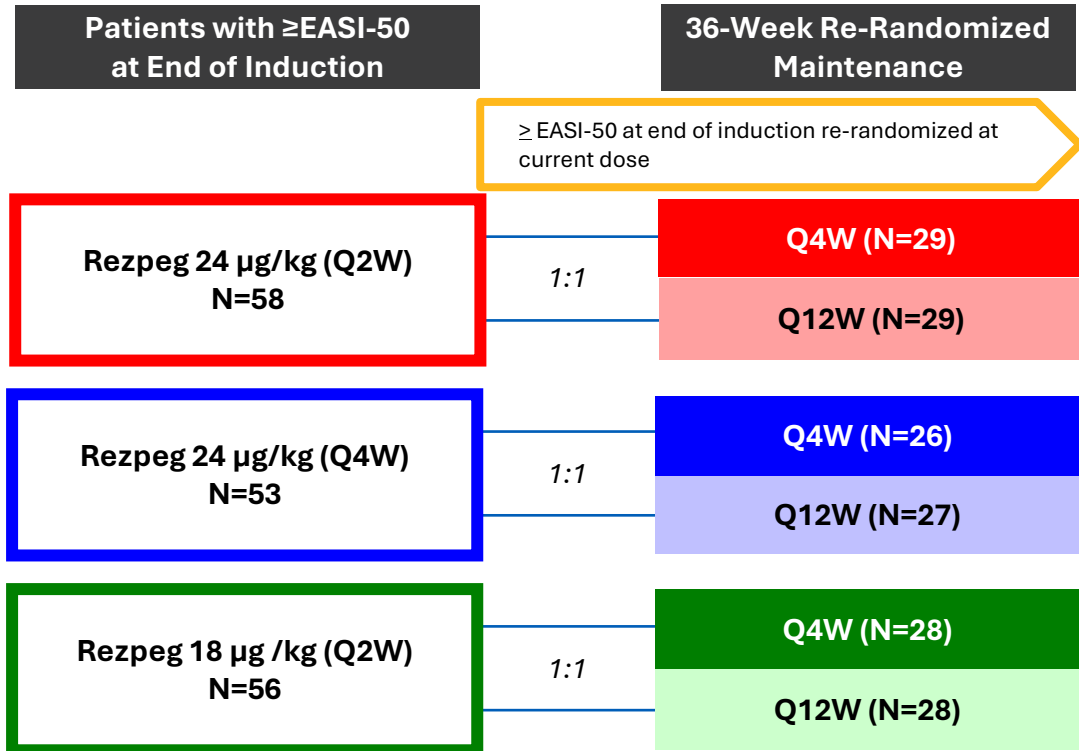 Patients with ≥EASI-50
at End of Induction
36-Week Re-Randomized
Maintenance
≥ EASI-50 at end of induction re-randomized at
current dose
Rezpeg 24 µg/kg (Q2W)
N=58
1:1
Q4W (N=29)
Q12W (N=29)
Rezpeg 24 µg/kg (Q4W)
N=53
1:1
Q4W (N=26)
Q12W (N=27)
Rezpeg 18 µg /kg (Q2W)
N=56
1:1
Q4W (N=28)
Q12W (N=28)